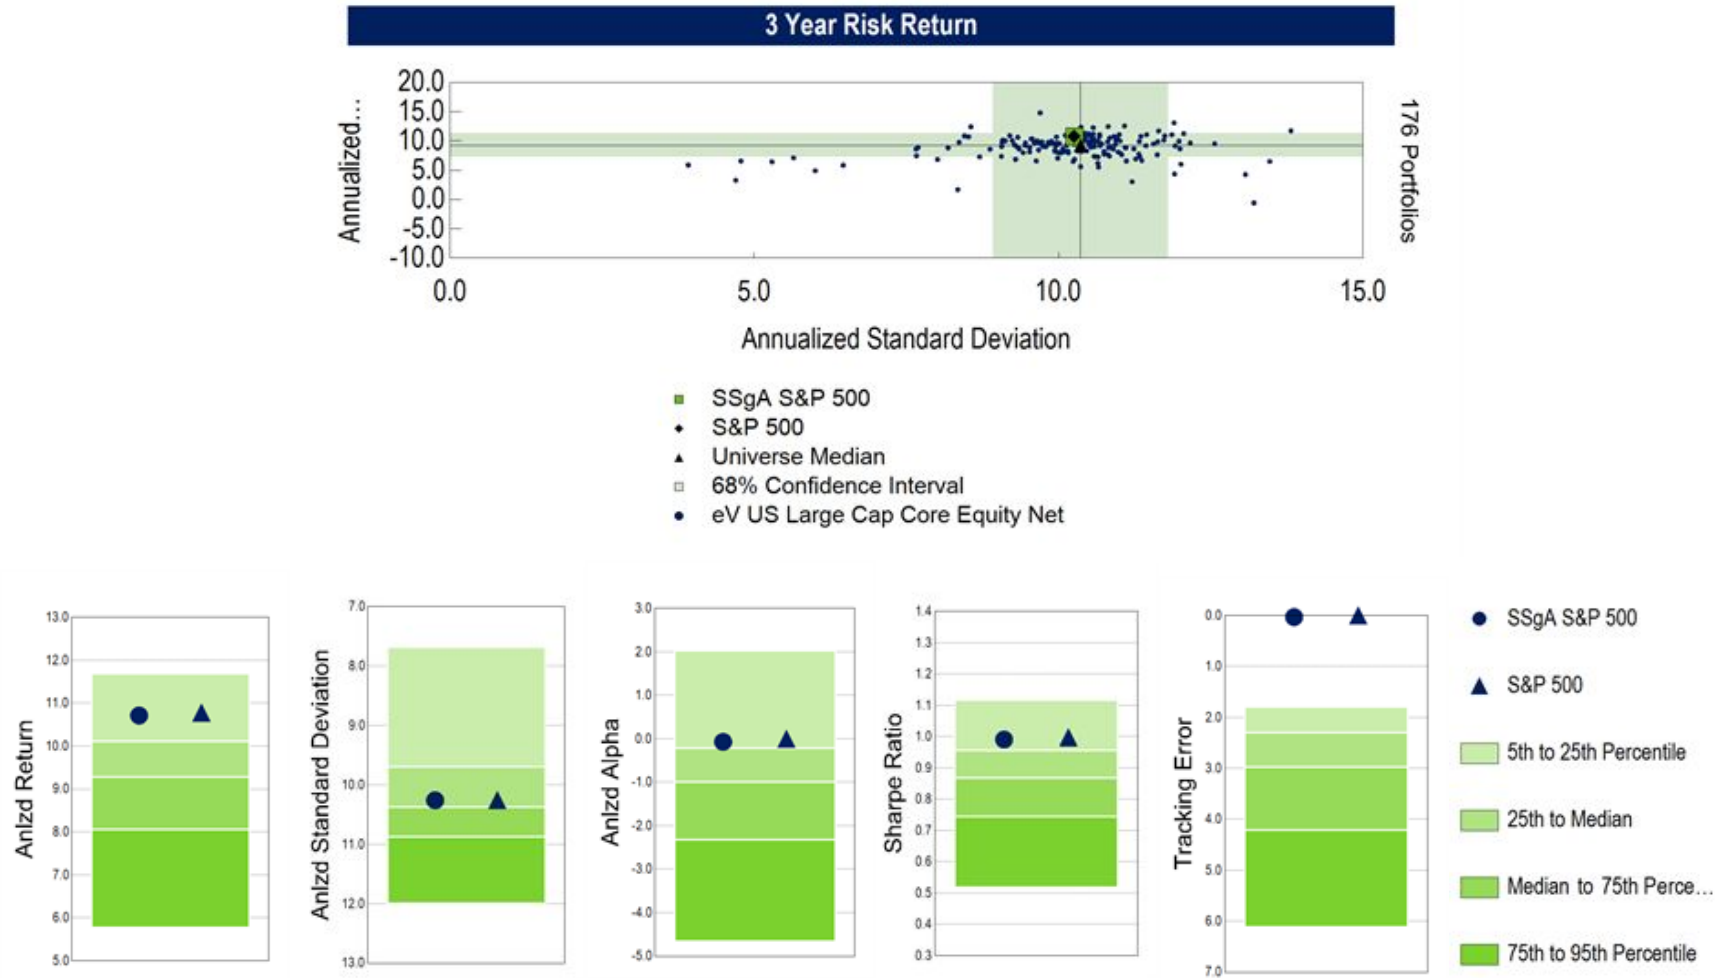 3 Year Risk Return
20.0
15.0
10.0
5.0
0.0
-5.0
-10.0
Annualized…
176 Portfolios
0.0 5.0 10.0 15.0
Annualized Standard Deviation
SSgA S&P 500
S&P 500
Universe Median
68% Confidence Interval
eV US Large Cap Core Equity Net
Anlzd Return
13.0
12.0
11.0
10.0
9.0
8.0
7.0
6.0
5.0
Anlzd Standard Deviation
7.0
8.0
9.0
10.0
11.0
12.0
13.0
Anlzd Alpha
3.0
2.0
1.0
0.0
-1.0
-2.0
-3.0
-4.0
-5.0
Sharpe Ratio
1.4
1.3
1.2
1.1
1.0
0.9
0.8
0.7
0.6
0.5
0.4
0.3
Tracking Error
0.0
1.0
2.0
3.0
4.0
5.0
6.0
7.0
SSgA S&P 500
S&P 500
5th to 25th Percentile
25th to Median
Median to 75th Perce…
75th to 95th Percentile